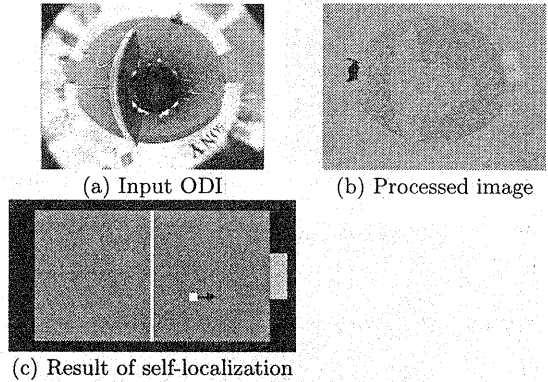 (a) Input ODI
(b) Processed image
(c) Result of self-localization